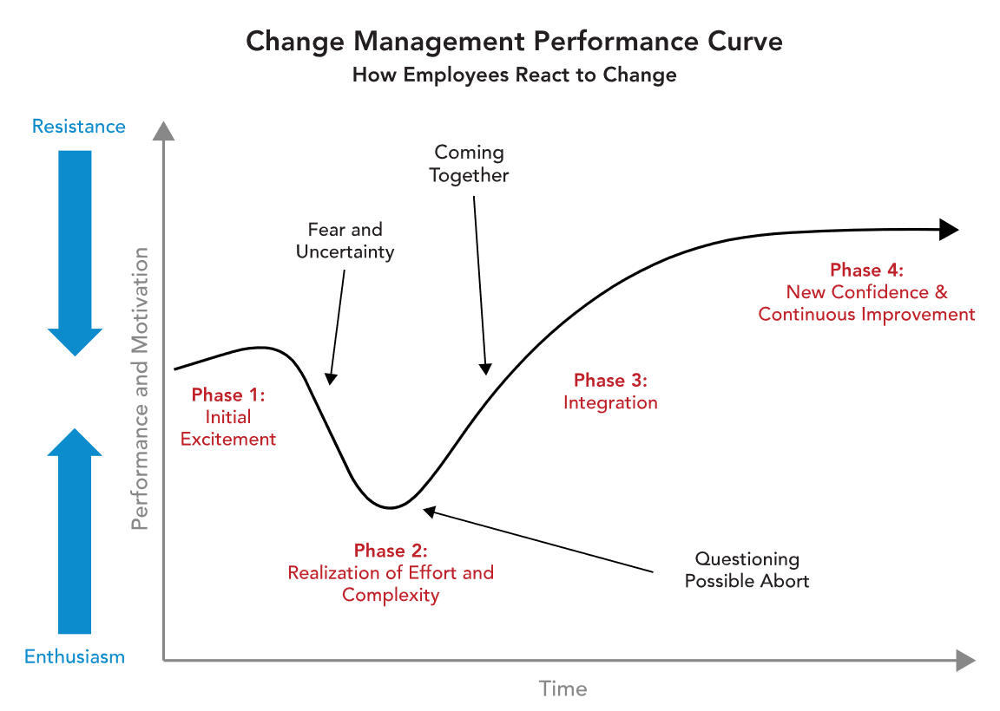 Change Management Performance Curve
How Employees React to Change
Resistance
Coming
Together
Fear and
Uncertainty
Performance and Motivation
Phase 4:
New Confidence &
Continuous Improvement
Phase 1:
Initial
Excitement
Phase 3:
Integration
Phase 2:
Realization of Effort and
Complexity
Questioning
Possible Abort
Enthusiasm
Time